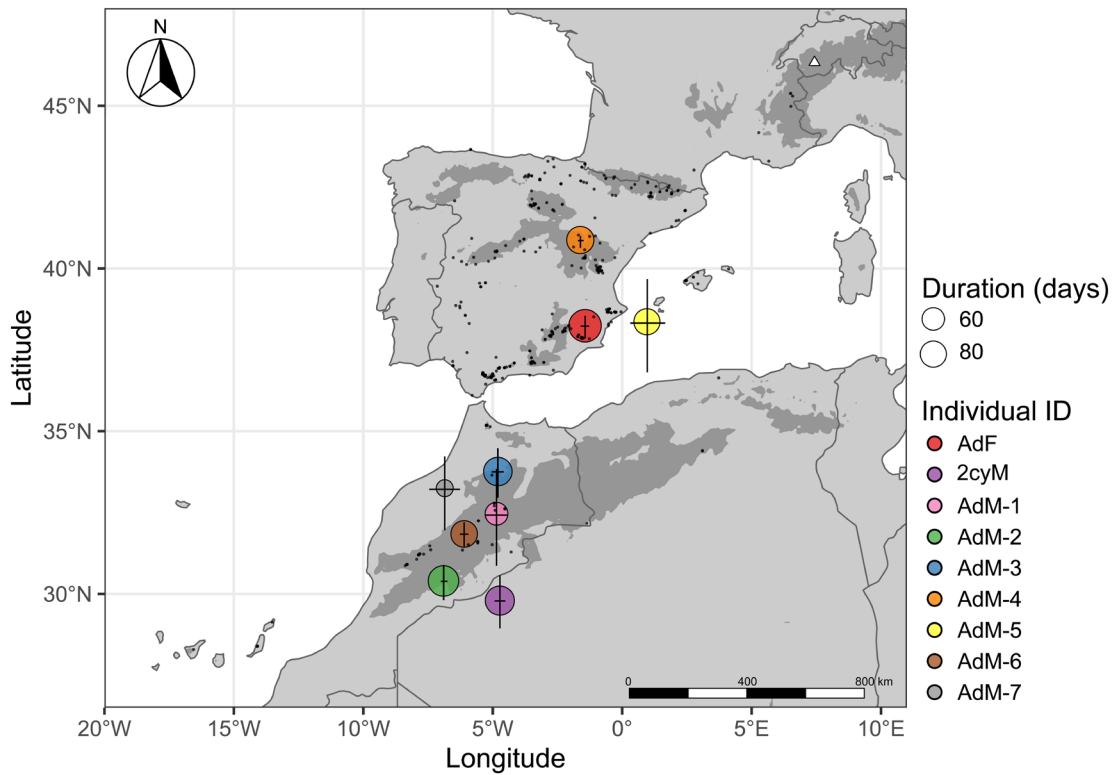 N
45°N
40°N
35°N
30°N
Latitude
20°W
15°W
10°W
5°W
0°
5°E
10°E
Longitude
0
400
800 km
Duration (days)
60
80
Individual ID
AdF
2cyM
AdM-1
AdM-2
AdM-3
AdM-4
AdM-5
AdM-6
AdM-7